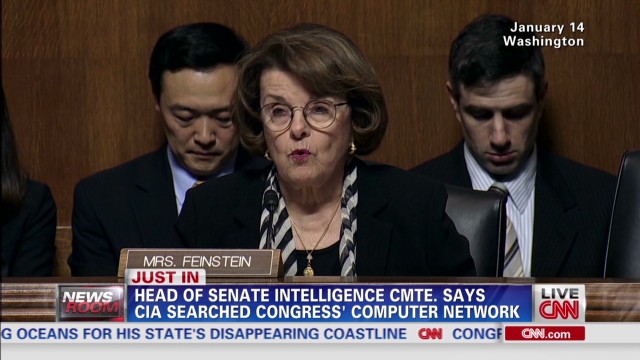 January 14
Washington
MRS. FEINSTEIN
JUST IN
NEWS
ROOM
HEAD OF SENATE INTELLIGENCE CMTE. SAYS
CIA SEARCHED CONGRESS' COMPUTER NETWORK
LIVE
CNN
G OCEANS FOR HIS STATE'S DISAPPEARING COASTLINE CNN CONG
CNN.com